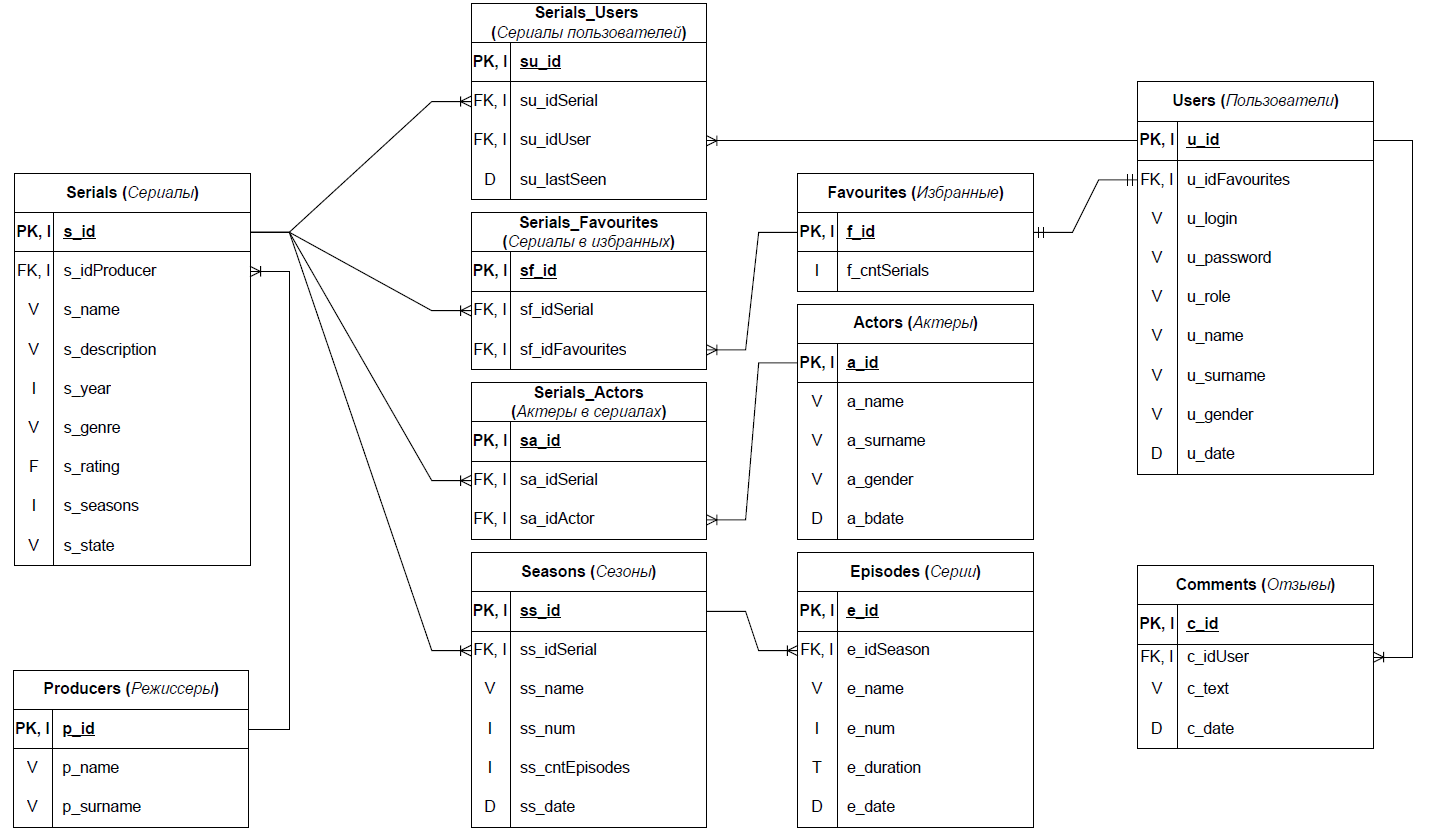 Serials_Users
(Сериалы пользователей)
PK, I su_id
FK, I su_idSerial
FK, I su_idUser
D su_lastSeen
Users (Пользователи)
PK, I u_id
FK, I u_idFavourites
V u_login
V u_password
V u_role
V u_name
V u_surname
V u_gender
D u_date
Serials (Сериалы)
PK, I s_id
FK, I s_idProducer
V s_name
V s_description
I s_year
V s_genre
F s_rating
I s_seasons
V s_state
Serials_Favourites
(Сериалы в избранных)
PK, I sf_id
FK, I sf_idSerial
FK, I sf_idFavourites
Favourites (Избранные)
PK, I f_id
I f_cntSerials
Actors (Актеры)
PK, I a_id
V a_name
V a_surname
V a_gender
D a_bdate
Serials_Actors
(Актеры в сериалах)
PK, I sa_id
FK, I sa_idSerial
FK, I sa_idActor
Seasons (Сезоны)
PK, I ss_id
FK, I ss_idSerial
V ss_name
I ss_num
I ss_cntEpisodes
D ss_date
Episodes (Серии)
PK, I e_id
FK, I e_idSeason
V e_name
I e_num
T e_duration
D e_date
Comments (Отзывы)
PK, I c_id
FK, I c_idUser
V c_text
D c_date
Producers (Режиссеры)
PK, I p_id
V p_name
V p_surname